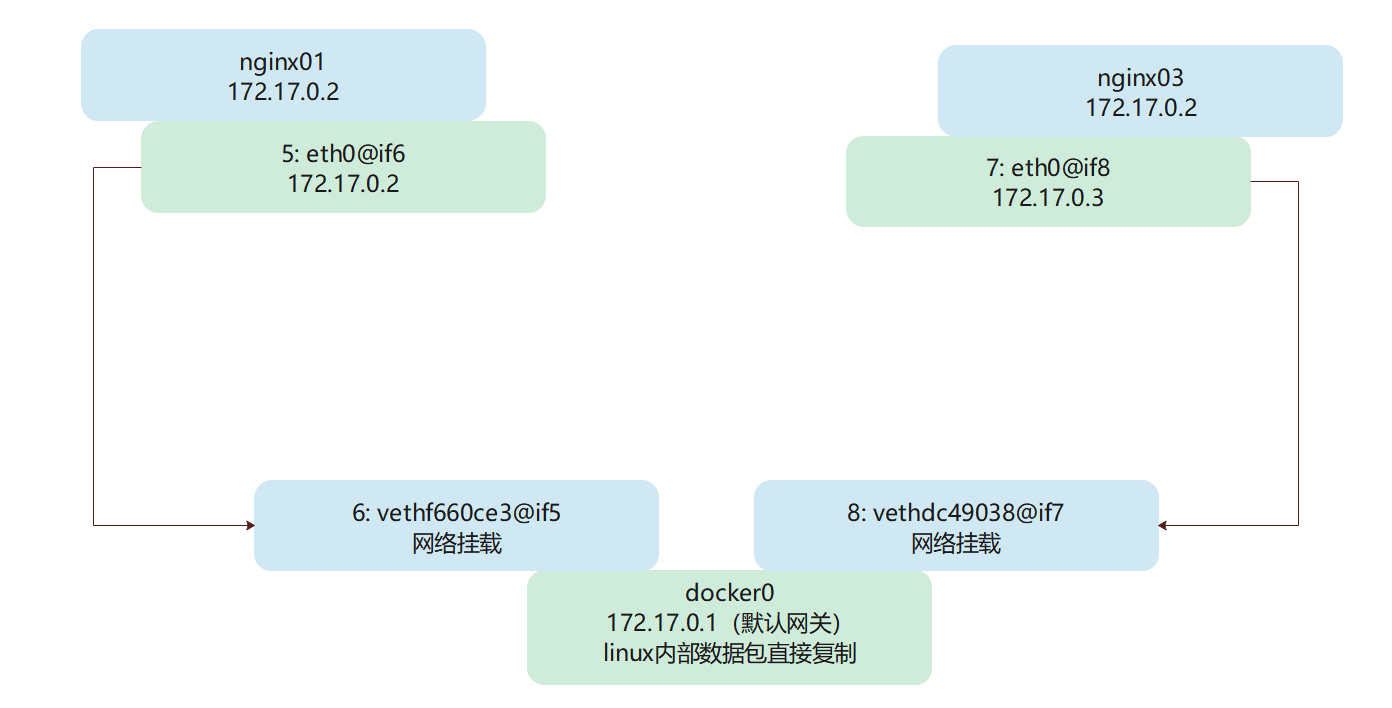 nginx01
172.17.0.2
5: eth0@if6
172.17.0.2
nginx03
172.17.0.2
7: eth0@if8
172.17.0.3
6: vethf660ce3@if5
网络挂载
8: vethdc49038@if7
网络挂载
docker0
172.17.0.1（默认网关）
linux内部数据包直接复制